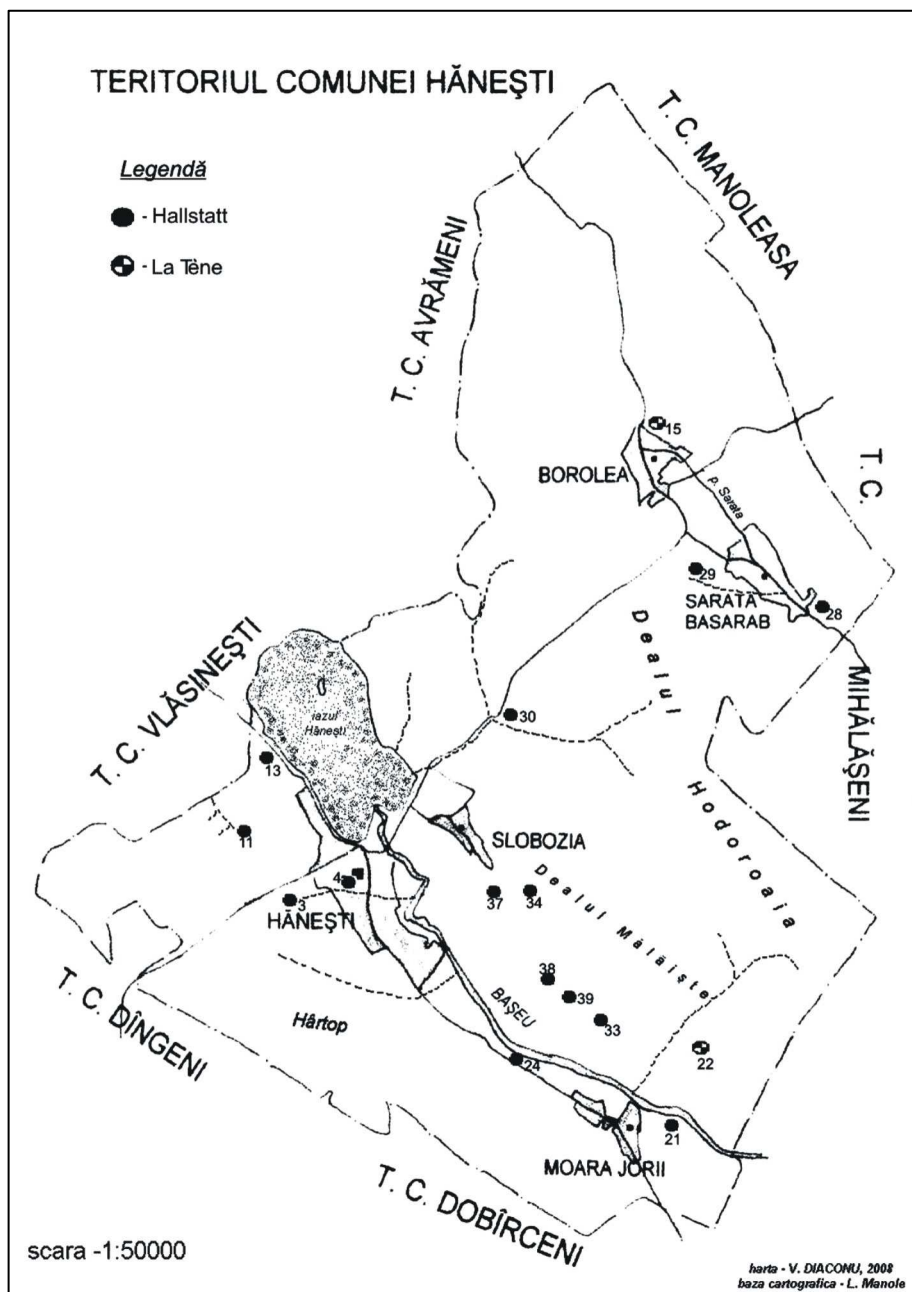 TERITORIUL COMUNEI HĂNEŞTI
Legendă
- Hallstatt
- La Tène
T. C. MANOLEASA
T. C. AVRĂMENI
15
BOROLEA
p. Sarata
T. C.
29
SARATA
BASARAB
28
Dealul
MIHĂLĂŞENI
T. C. VLĂSINEŞTI
iazul
Hăneşti
30
13
Hodoroaia
11
SLOBOZIA
4
3
HĂNEŞTI
37
34
Dealul Mălăişte
38
39
33
BAŞEU
T. C. DÎNGENI
Hârtop
24
22
21
MOARA JORII
T. C. DOBÎRCENI
scara -1:50000
harta - V. DIACONU, 2008
baza cartografica - L. Manole